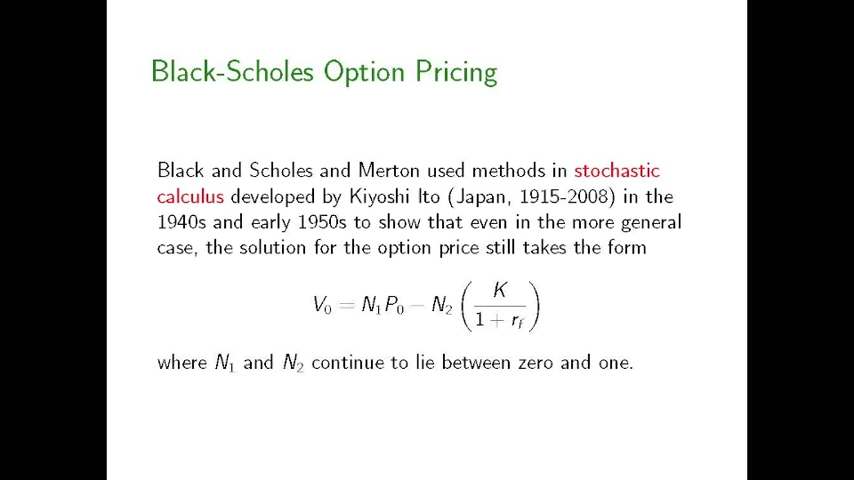 Black-Scholes Option Pricing
Black and Scholes and Merton used methods in stochastic
calculus developed by Kiyoshi Ito (Japan, 1915-2008) in the
1940s and early 1950s to show that even in the more general
case, the solution for the option price still takes the form
V₀ = N₁P₀ − N₂ (K / (1 + r_f))
where N₁ and N₂ continue to lie between zero and one.